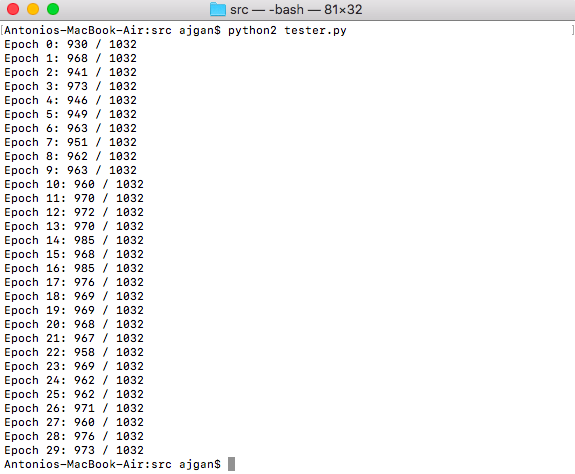 src — -bash — 81×32
[Antonios-MacBook-Air:src ajgan$ python2 tester.py ]
Epoch 0: 930 / 1032
Epoch 1: 968 / 1032
Epoch 2: 941 / 1032
Epoch 3: 973 / 1032
Epoch 4: 946 / 1032
Epoch 5: 949 / 1032
Epoch 6: 963 / 1032
Epoch 7: 951 / 1032
Epoch 8: 962 / 1032
Epoch 9: 963 / 1032
Epoch 10: 960 / 1032
Epoch 11: 970 / 1032
Epoch 12: 972 / 1032
Epoch 13: 970 / 1032
Epoch 14: 985 / 1032
Epoch 15: 968 / 1032
Epoch 16: 985 / 1032
Epoch 17: 976 / 1032
Epoch 18: 969 / 1032
Epoch 19: 969 / 1032
Epoch 20: 968 / 1032
Epoch 21: 967 / 1032
Epoch 22: 958 / 1032
Epoch 23: 969 / 1032
Epoch 24: 962 / 1032
Epoch 25: 962 / 1032
Epoch 26: 971 / 1032
Epoch 27: 960 / 1032
Epoch 28: 976 / 1032
Epoch 29: 973 / 1032
Antonios-MacBook-Air:src ajgan$